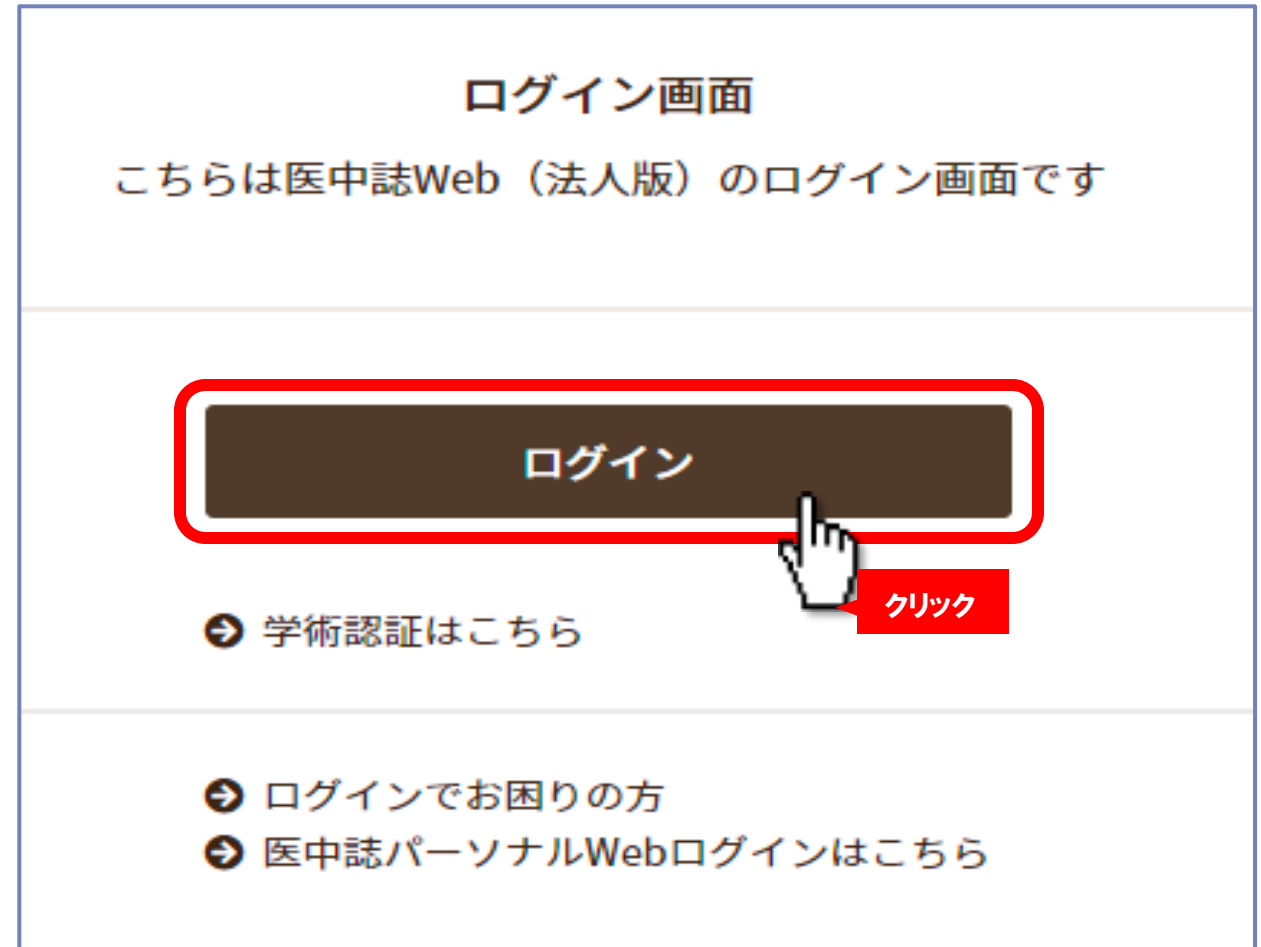 ログイン画面
こちらは医中誌Web（法人版）のログイン画面です
ログイン
クリック
学術認証はこちら
ログインでお困りの方
医中誌パーソナルWebログインはこちら